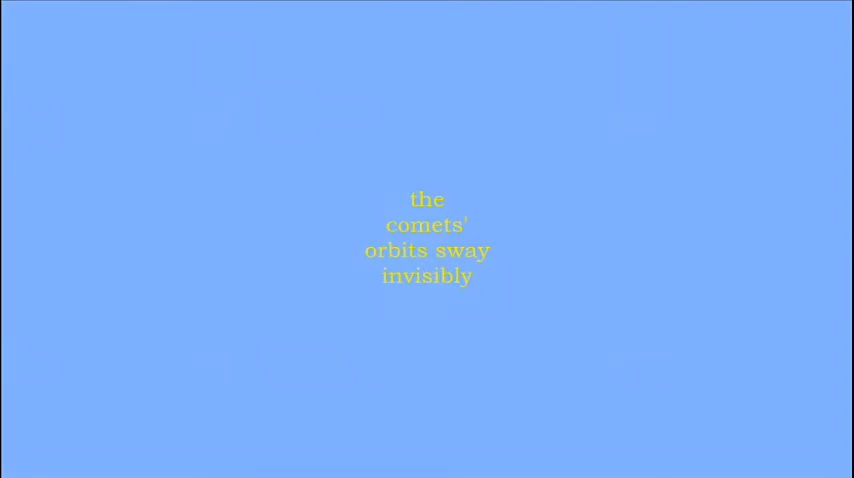 the
comets'
orbits sway
invisibly